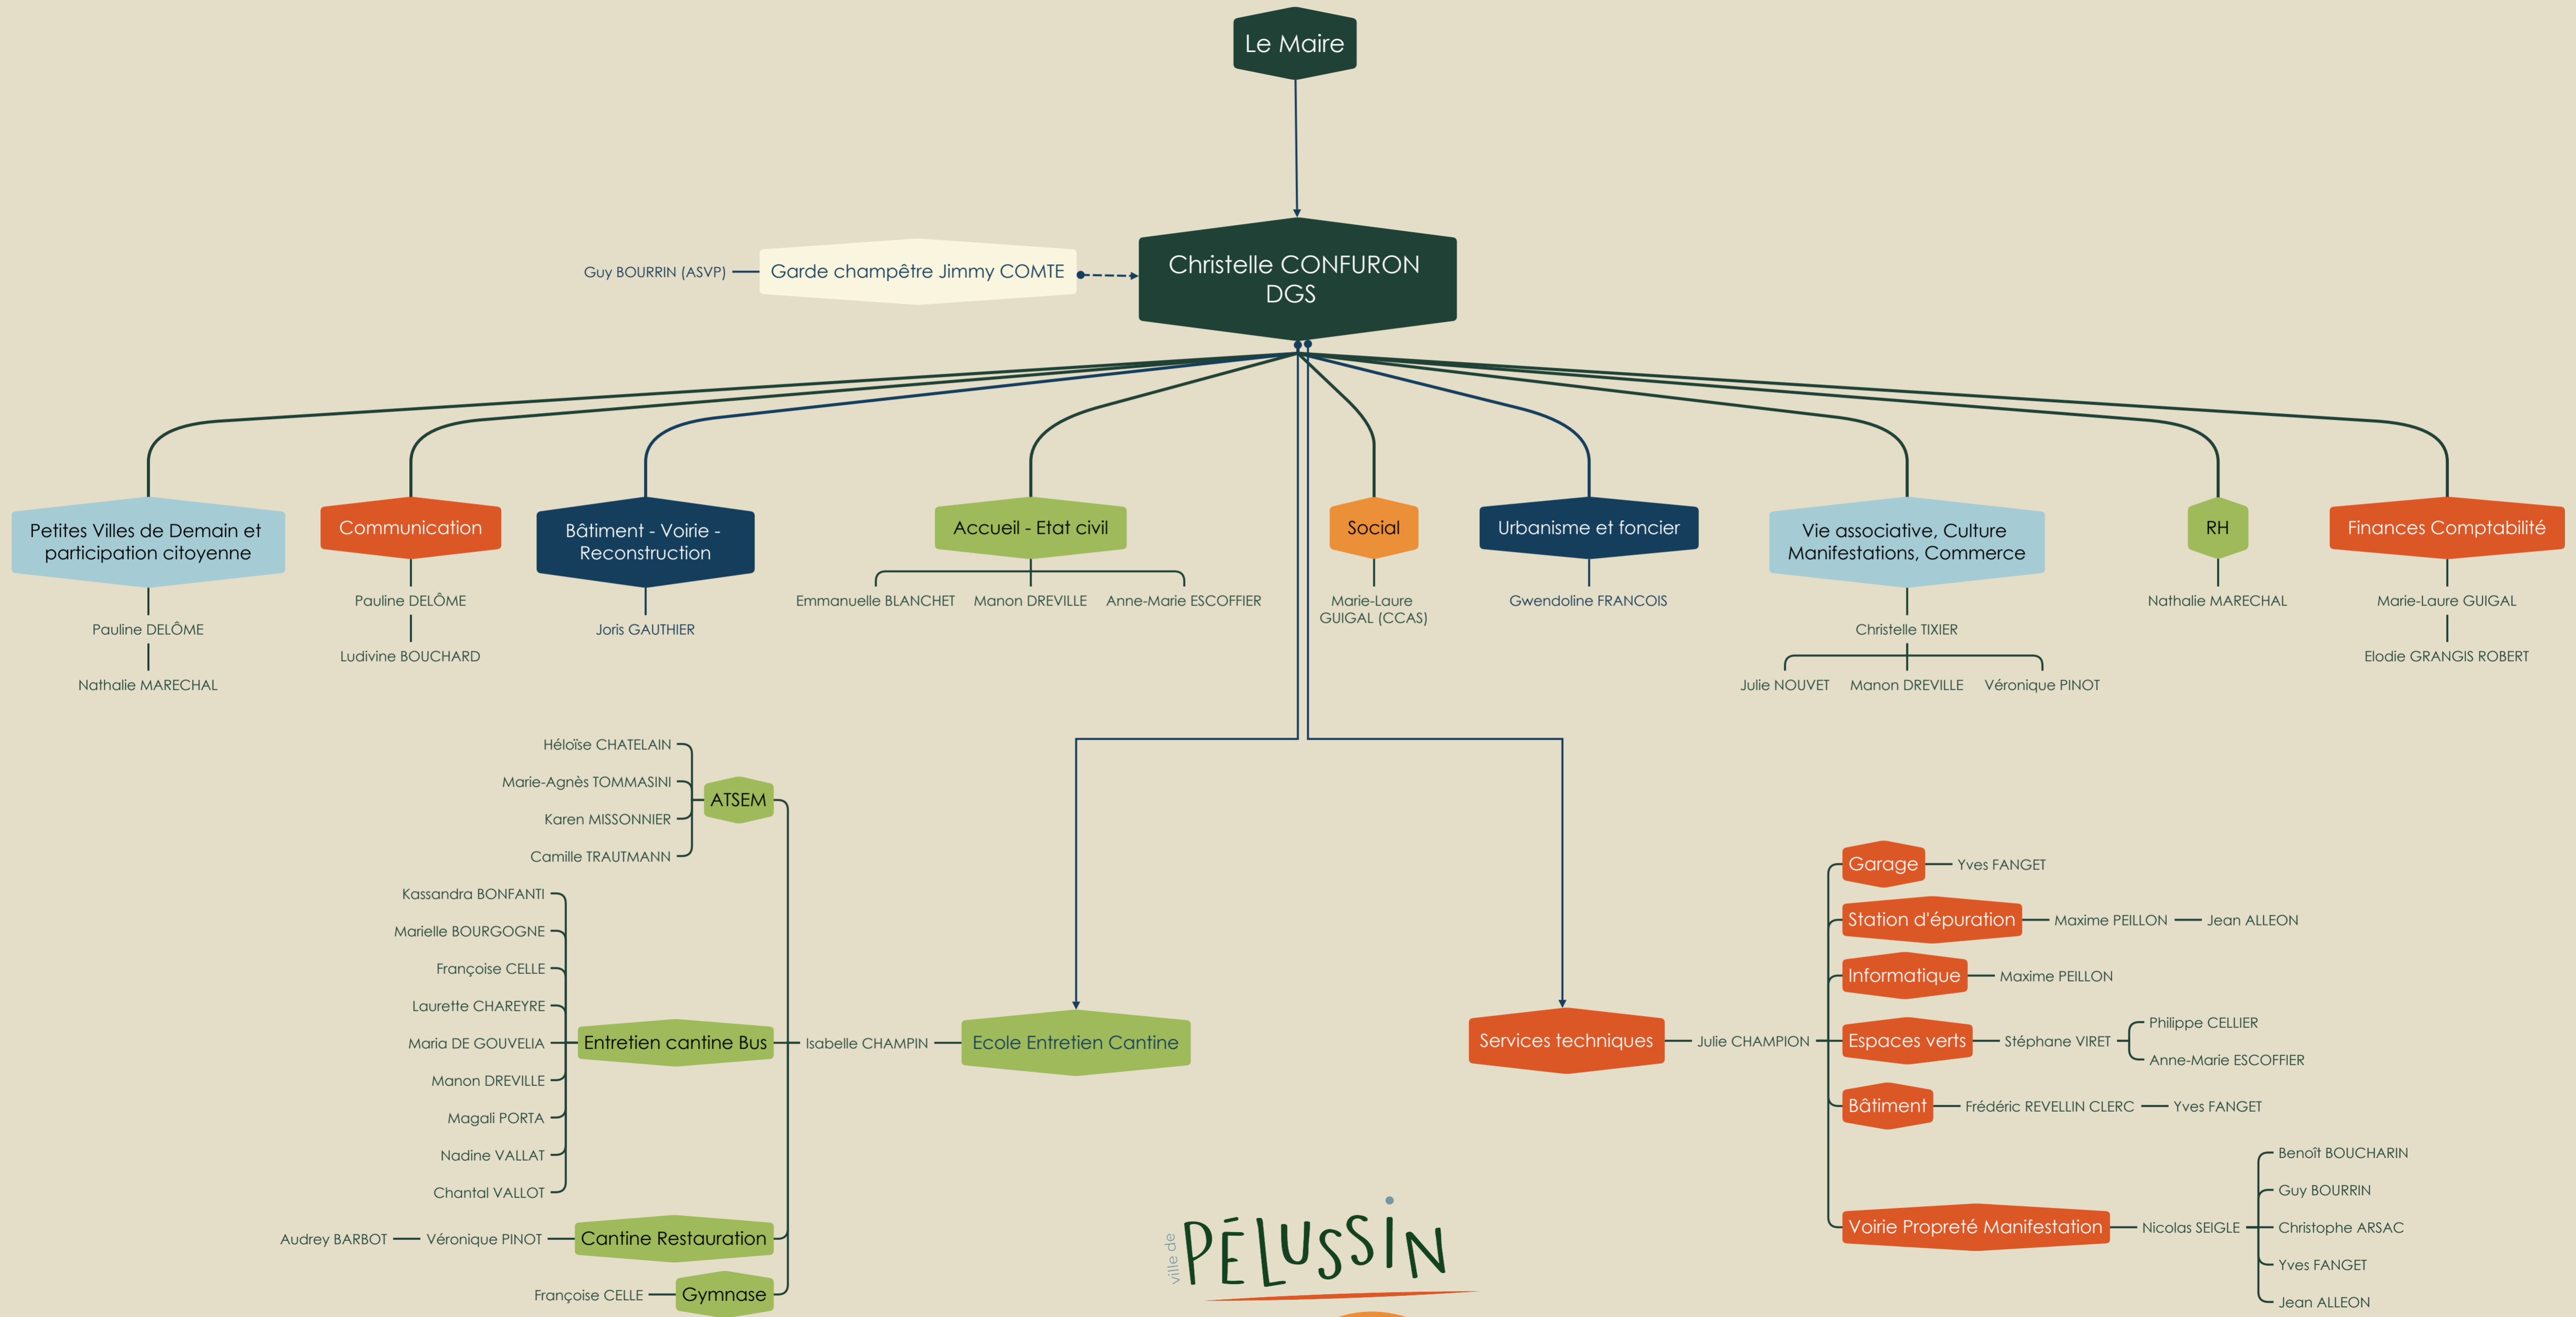 Le Maire
Guy BOURRIN (ASVP)
Garde champêtre Jimmy COMTE
Christelle CONFURON
DGS
Petites Villes de Demain et
participation citoyenne
Pauline DELÔME
Nathalie MARECHAL
Communication
Pauline DELÔME
Ludivine BOUCHARD
Bâtiment - Voirie -
Reconstruction
Joris GAUTHIER
Accueil - Etat civil
Emmanuelle BLANCHET
Manon DREVILLE
Anne-Marie ESCOFFIER
Social
Marie-Laure
GUIGAL (CCAS)
Urbanisme et foncier
Gwendoline FRANCOIS
Vie associative, Culture
Manifestations, Commerce
Christelle TIXIER
Julie NOUVET
Manon DREVILLE
Véronique PINOT
RH
Nathalie MARECHAL
Finances Comptabilité
Marie-Laure GUIGAL
Elodie GRANGIS ROBERT
Ecole Entretien Cantine
Isabelle CHAMPIN
ATSEM
Héloïse CHATELAIN
Marie-Agnès TOMMASINI
Karen MISSONNIER
Camille TRAUTMANN
Entretien cantine Bus
Kassandra BONFANTI
Marielle BOURGOGNE
Françoise CELLE
Laurette CHAREYRE
Maria DE GOUVELIA
Manon DREVILLE
Magali PORTA
Nadine VALLAT
Chantal VALLOT
Cantine Restauration
Véronique PINOT
Audrey BARBOT
Gymnase
Françoise CELLE
Services techniques
Julie CHAMPION
Garage
Yves FANGET
Station d'épuration
Maxime PEILLON
Jean ALLEON
Informatique
Maxime PEILLON
Espaces verts
Stéphane VIRET
Philippe CELLIER
Anne-Marie ESCOFFIER
Bâtiment
Frédéric REVELLIN CLERC
Yves FANGET
Voirie Propreté Manifestation
Nicolas SEIGLE
Benoît BOUCHARIN
Guy BOURRIN
Christophe ARSAC
Yves FANGET
Jean ALLEON
ville de
PÉLUSSIN